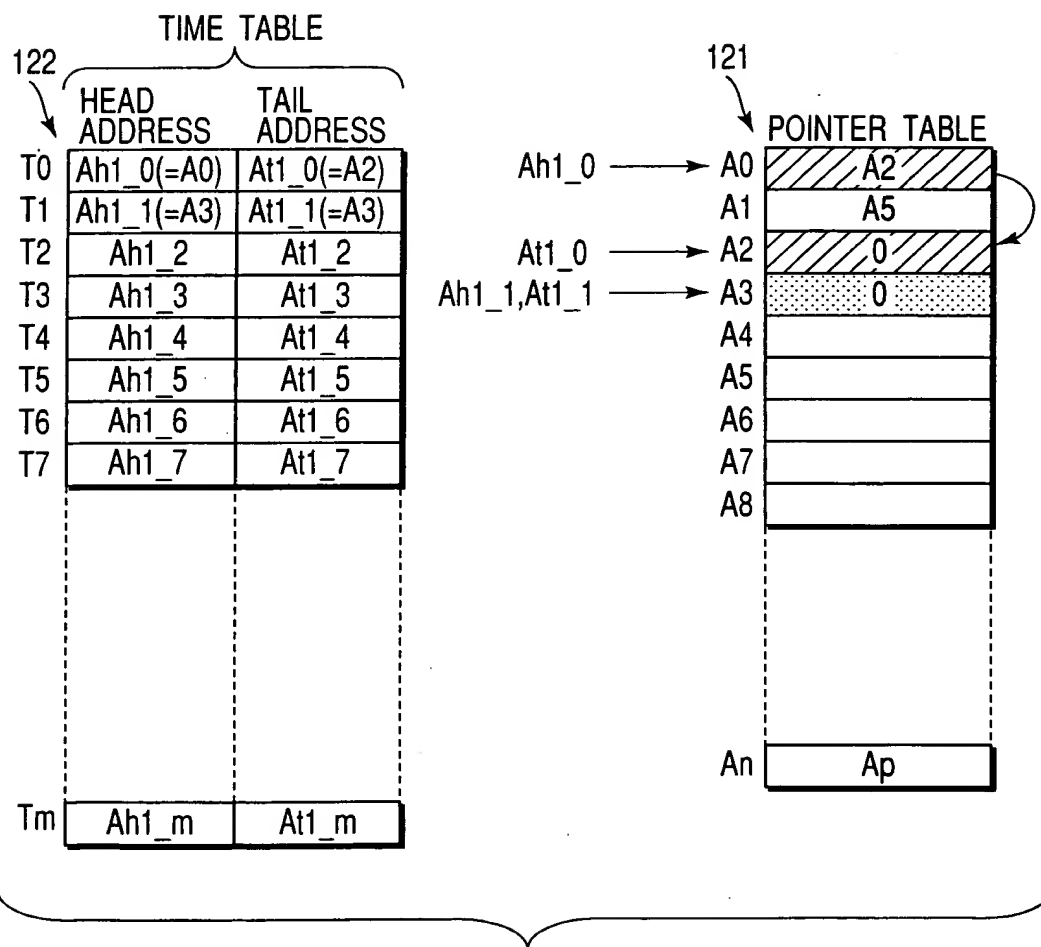 TIME TABLE
122
HEAD ADDRESS TAIL ADDRESS
T0 Ah1_0(=A0) At1_0(=A2)
T1 Ah1_1(=A3) At1_1(=A3)
T2 Ah1_2 At1_2
T3 Ah1_3 At1_3
T4 Ah1_4 At1_4
T5 Ah1_5 At1_5
T6 Ah1_6 At1_6
T7 Ah1_7 At1_7
Tm Ah1_m At1_m
121
POINTER TABLE
Ah1_0 A0 A2
A1 A5
At1_0 A2 0
Ah1_1,At1_1 A3 0
A4
A5
A6
A7
A8
An Ap